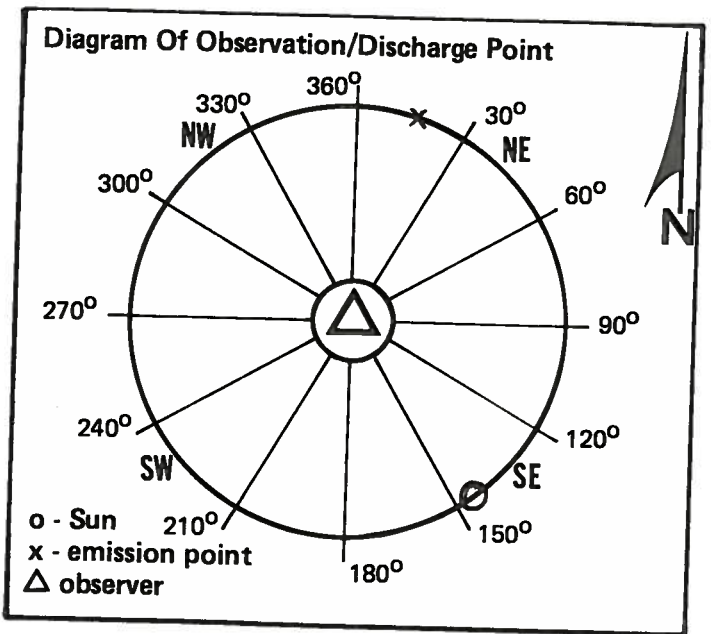 Diagram Of Observation/Discharge Point
360°
330°
30°
NW
NE
300°
60°
N
270°
90°
240°
120°
SW
SE
o - Sun
210°
150°
x - emission point
180°
△ observer